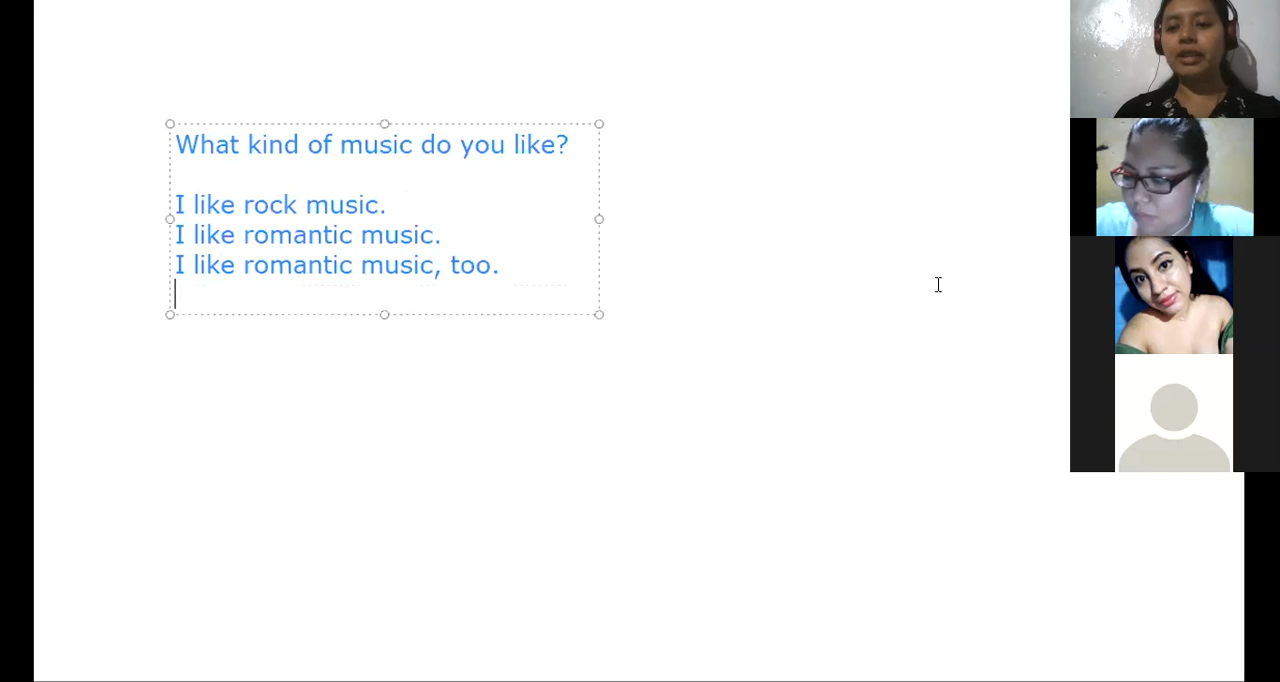 What kind of music do you like?
I like rock music.
I like romantic music.
I like romantic music, too.